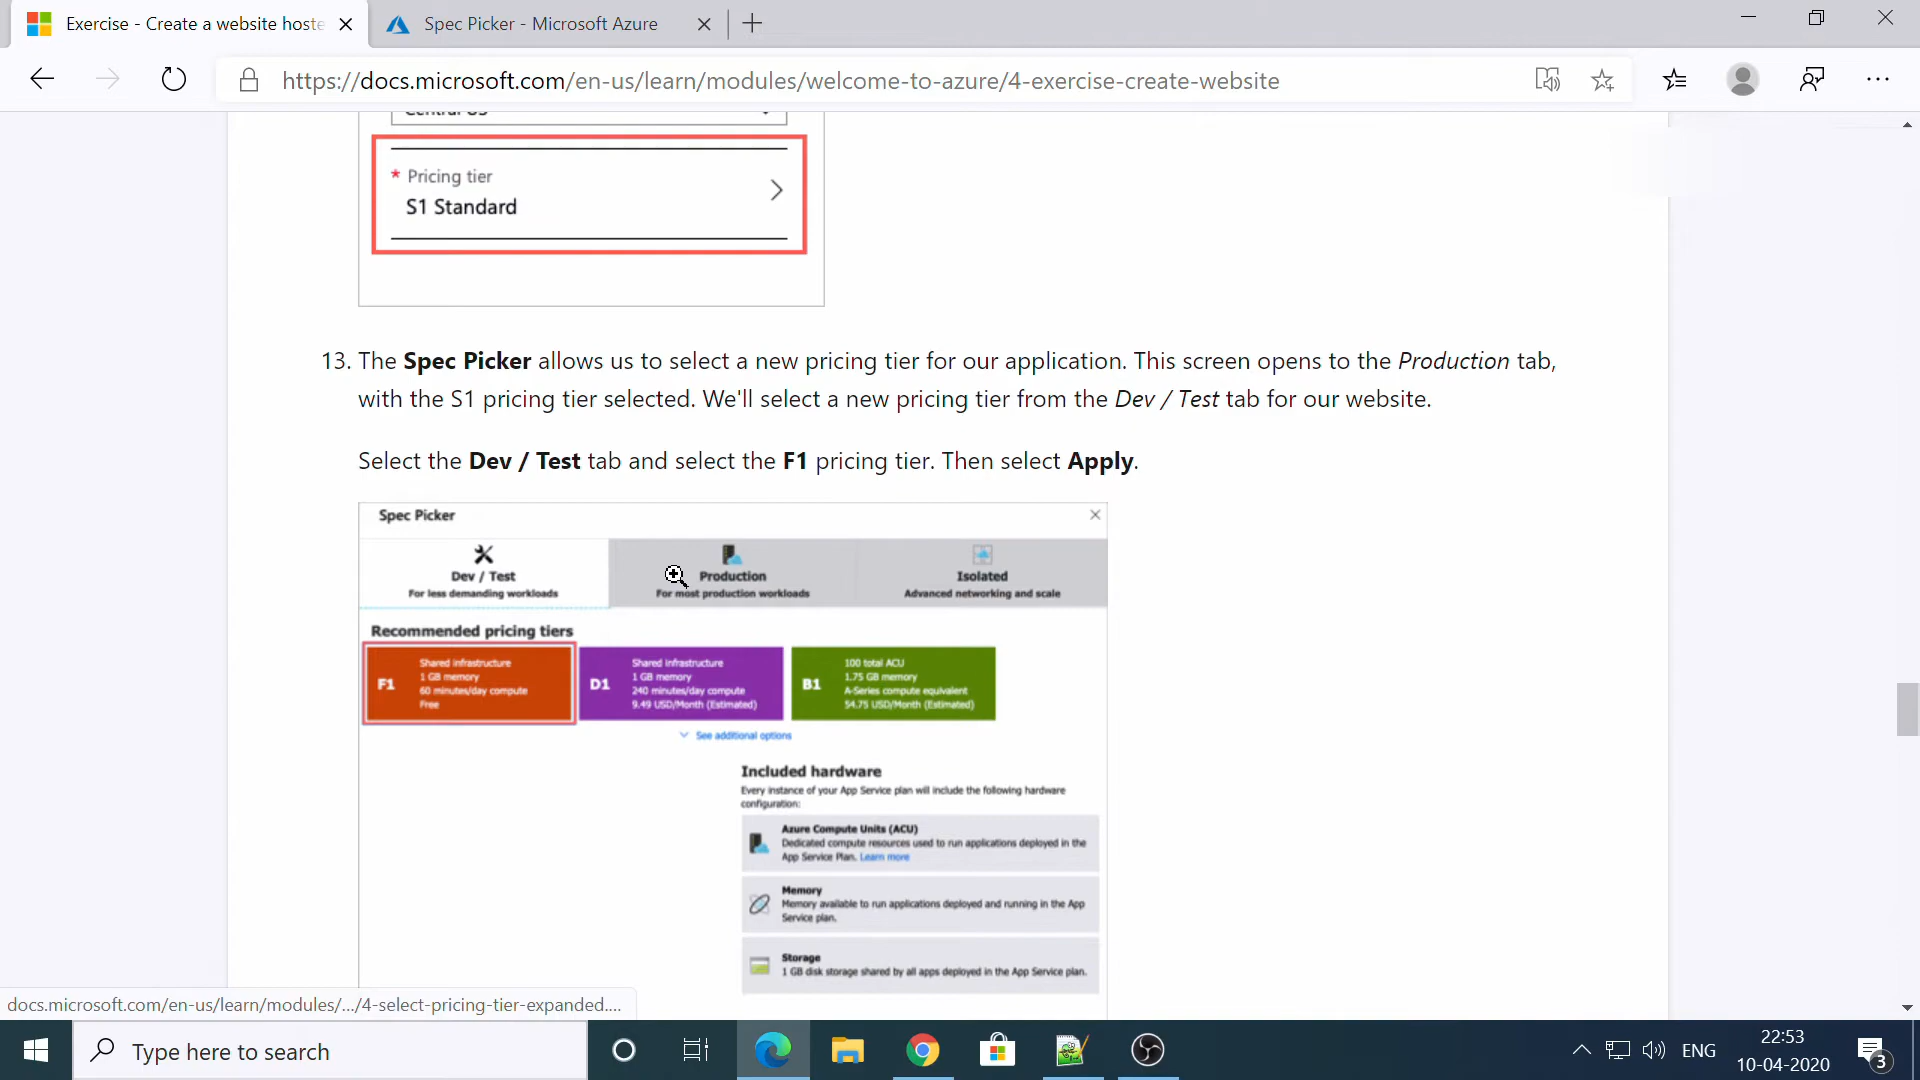 Exercise - Create a website hoste
Spec Picker - Microsoft Azure
https://docs.microsoft.com/en-us/learn/modules/welcome-to-azure/4-exercise-create-website
Central US
* Pricing tier
S1 Standard
13. The Spec Picker allows us to select a new pricing tier for our application. This screen opens to the Production tab,
with the S1 pricing tier selected. We'll select a new pricing tier from the Dev / Test tab for our website.
Select the Dev / Test tab and select the F1 pricing tier. Then select Apply.
Spec Picker
Dev / Test
For less demanding workloads
Production
For most production workloads
Isolated
Advanced networking and scale
Recommended pricing tiers
F1
Shared infrastructure
1 GB memory
60 minutes/day compute
Free
D1
Shared infrastructure
1 GB memory
240 minutes/day compute
9.49 USD/Month (Estimated)
B1
100 total ACU
1.75 GB memory
A-Series compute equivalent
54.75 USD/Month (Estimated)
See additional options
Included hardware
Every instance of your App Service plan will include the following hardware
configuration:
Azure Compute Units (ACU)
Dedicated compute resources used to run applications deployed in the
App Service Plan. Learn more
Memory
Memory available to run applications deployed and running in the App
Service plan.
Storage
1 GB disk storage shared by all apps deployed in the App Service plan.
docs.microsoft.com/en-us/learn/modules/.../4-select-pricing-tier-expanded....
Type here to search
ENG
22:53
10-04-2020
3